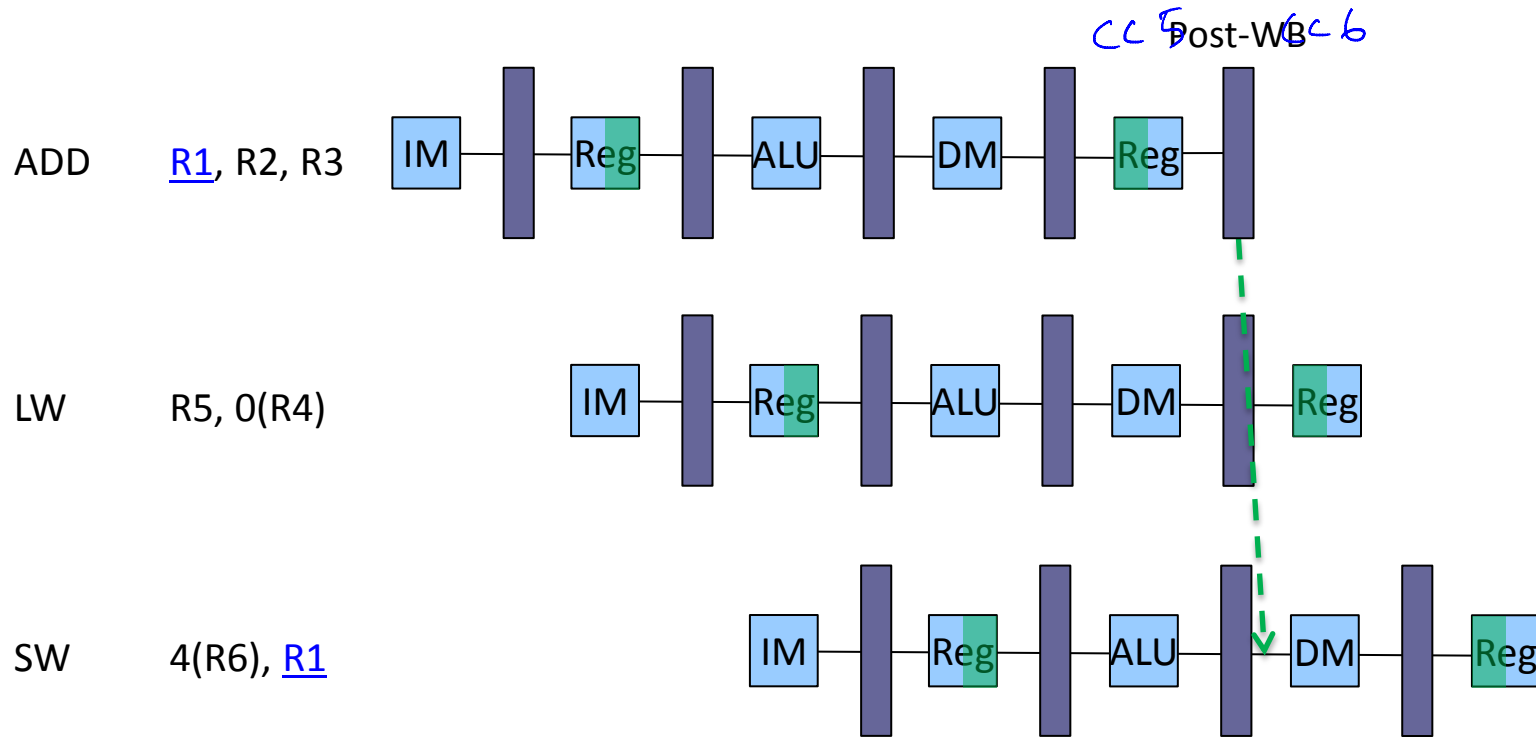 CC 5 Post-WB CC 6
ADD R1, R2, R3 IM Reg ALU DM Reg
LW R5, 0(R4) IM Reg ALU DM Reg
SW 4(R6), R1 IM Reg ALU DM Reg